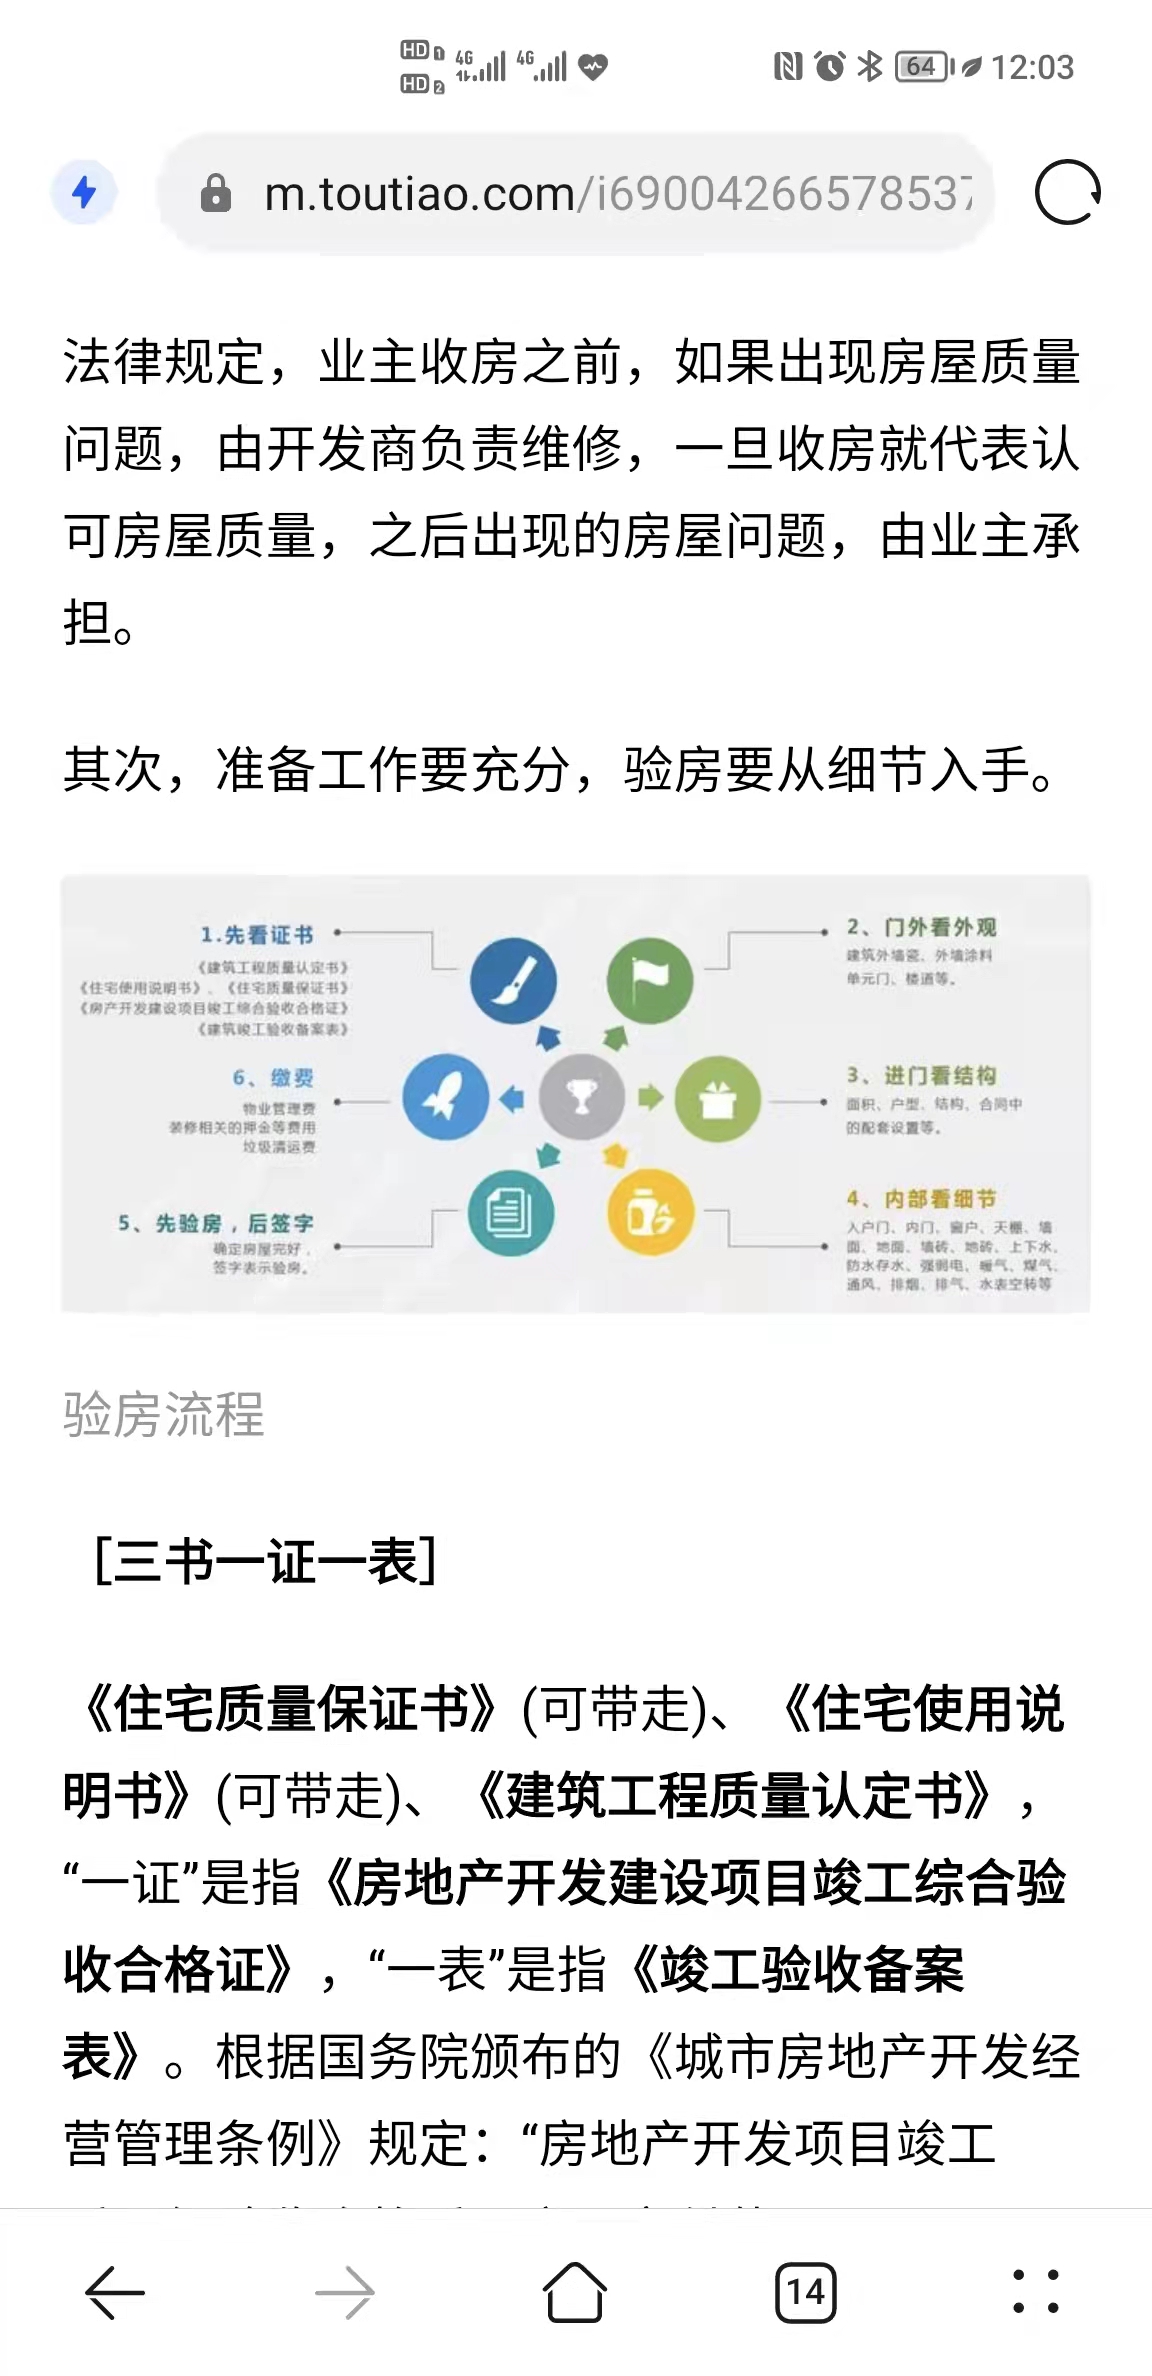 HD 1 4G 4G
HD 2
64 12:03
m.toutiao.com/i6900426657853​7
法律规定，业主收房之前，如果出现房屋质量
问题，由开发商负责维修，一旦收房就代表认
可房屋质量，之后出现的房屋问题，由业主承
担。
其次，准备工作要充分，验房要从细节入手。
1.先看证书
《建筑工程质量认定书》
《住宅使用说明书》、《住宅质量保证书》
《房产开发建设项目竣工综合验收合格证》
《建筑竣工验收备案表》
2、门外看外观
建筑外墙瓷、外墙涂料
单元门、楼道等。
6、缴费
物业管理费
装修相关的押金等费用
垃圾清运费
3、进门看结构
面积、户型、结构、合同中
的配套设置等。
5、先验房，后签字
确定房屋完好，
签字表示验房。
4、内部看细节
入户门、内门、窗户、天棚、墙
面、地面、墙砖、地砖、上下水、
防水存水、强弱电、暖气、煤气、
通风、排烟、排气、水表空转等
验房流程
［三书一证一表］
《住宅质量保证书》(可带走)、《住宅使用说
明书》(可带走)、《建筑工程质量认定书》，
“一证”是指《房地产开发建设项目竣工综合验
收合格证》，“一表”是指《竣工验收备案
表》。根据国务院颁布的《城市房地产开发经
营管理条例》规定：“房地产开发项目竣工
14